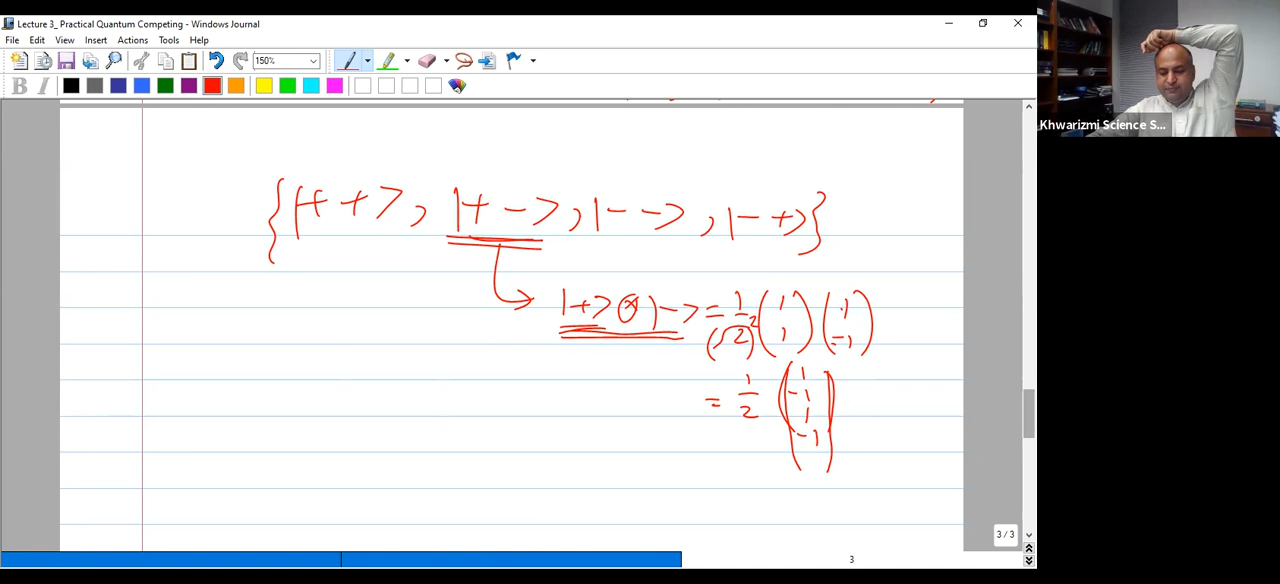 Lecture 3_ Practical Quantum Competing - Windows Journal
File Edit View Insert Actions Tools Help
150%
B I
Khwarizmi Science S...
{|++>, |+->, |-->, |-+>}
|+> ⊗ |-> = 1/(√2)² (1 1) (1 -1)
= 1/2 (1 -1 1 -1)
3 / 3
3